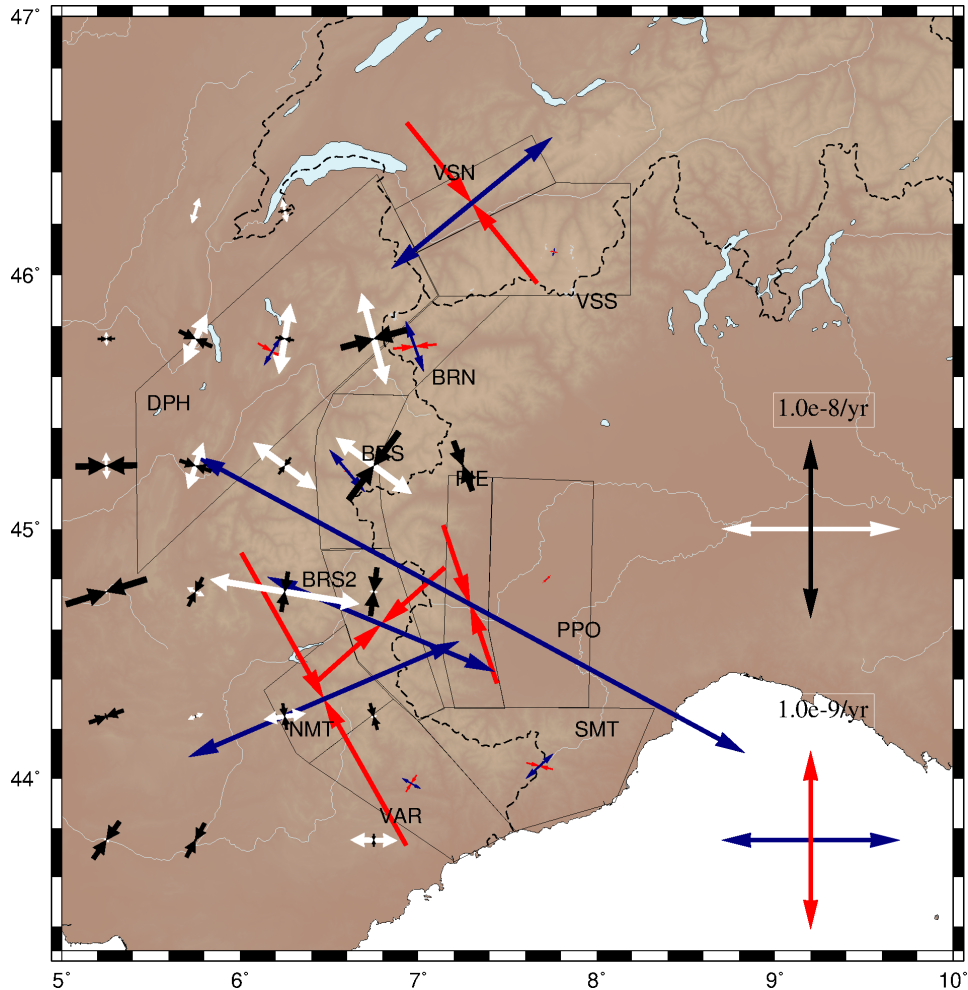 47˚
VSN
46˚
VSS
BRN
DPH
1.0e-8/yr
BRS
PIE
45˚
BRS2
PPO
1.0e-9/yr
NMT
SMT
44˚
VAR
5˚
6˚
7˚
8˚
9˚
10˚